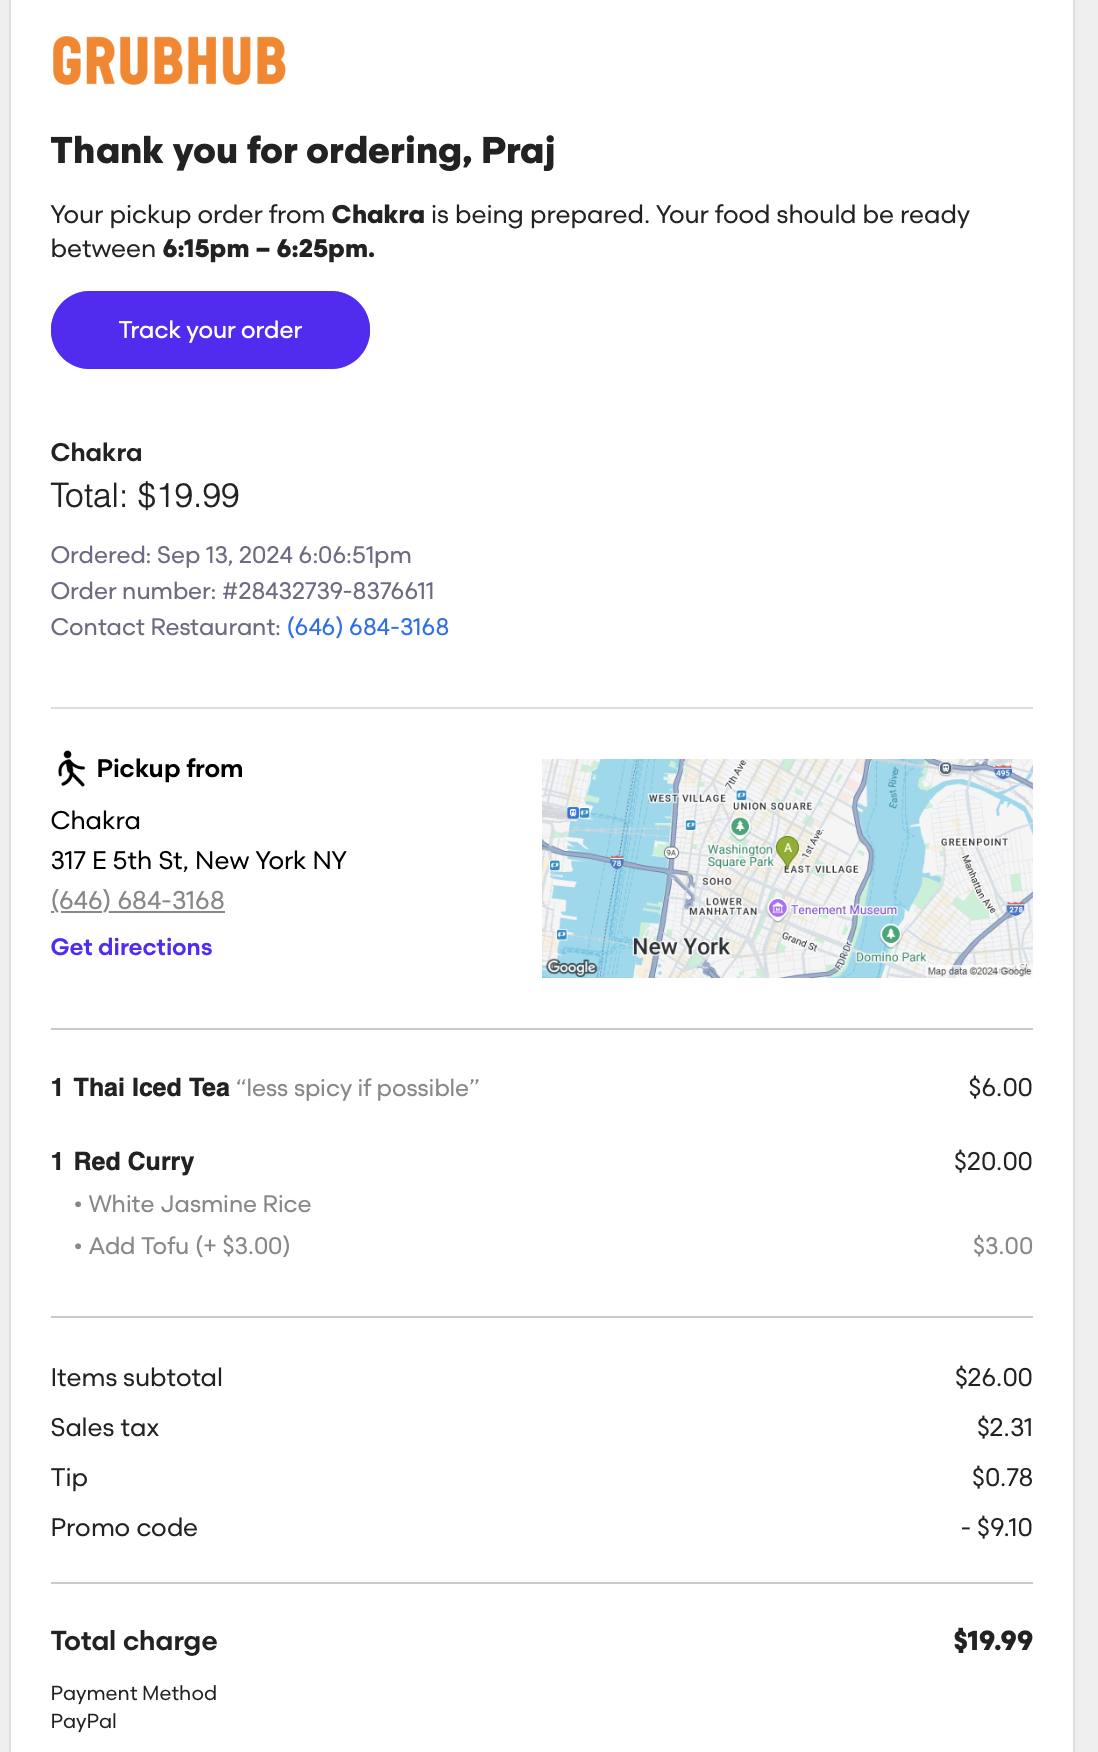 GRUBHUB
Thank you for ordering, Praj
Your pickup order from Chakra is being prepared. Your food should be ready
between 6:15pm – 6:25pm.
Track your order
Chakra
Total: $19.99
Ordered: Sep 13, 2024 6:06:51pm
Order number: #28432739-8376611
Contact Restaurant: (646) 684-3168
Pickup from
Chakra
317 E 5th St, New York NY
(646) 684-3168
Get directions
7th Ave
East River
495
WEST VILLAGE
UNION SQUARE
9A
Washington
Square Park
A
1st Ave.
GREENPOINT
78
EAST VILLAGE
Manhattan Ave
SOHO
LOWER
MANHATTAN
Tenement Museum
278
New York
Grand St
FDR Dr
Domino Park
Google
Map data ©2024 Google
1 Thai Iced Tea “less spicy if possible” $6.00
1 Red Curry $20.00
• White Jasmine Rice
• Add Tofu (+ $3.00) $3.00
Items subtotal $26.00
Sales tax $2.31
Tip $0.78
Promo code - $9.10
Total charge $19.99
Payment Method
PayPal